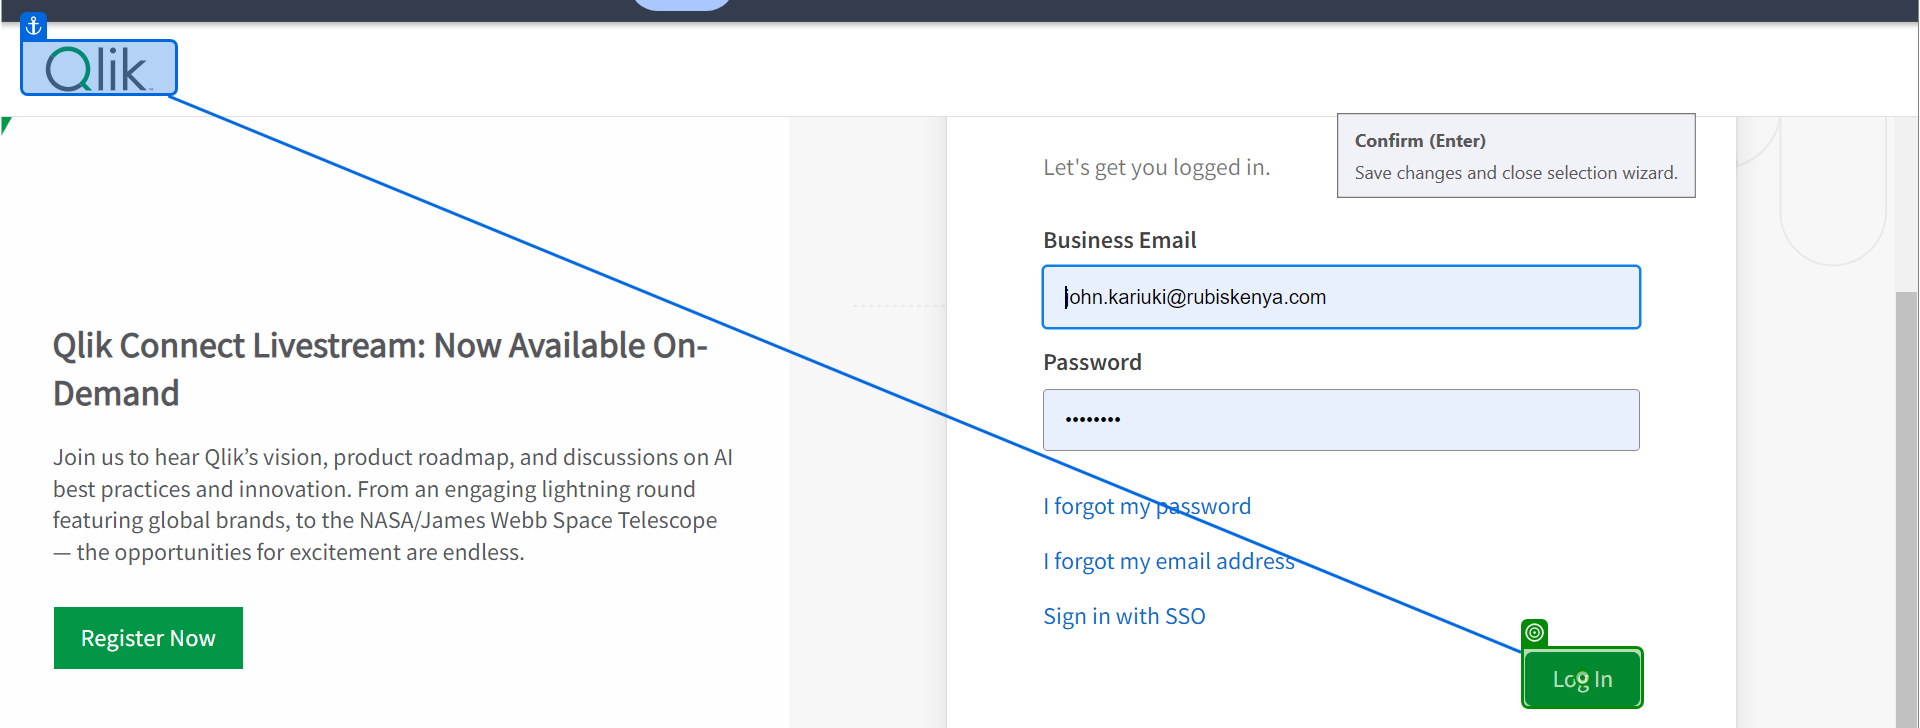 Qlik
Confirm (Enter)
Save changes and close selection wizard.
Let's get you logged in.
Business Email
john.kariuki@rubiskenya.com
Password
••••••••
Qlik Connect Livestream: Now Available On-
Demand
Join us to hear Qlik’s vision, product roadmap, and discussions on AI
best practices and innovation. From an engaging lightning round
featuring global brands, to the NASA/James Webb Space Telescope
— the opportunities for excitement are endless.
Register Now
I forgot my password
I forgot my email address
Sign in with SSO
Log In